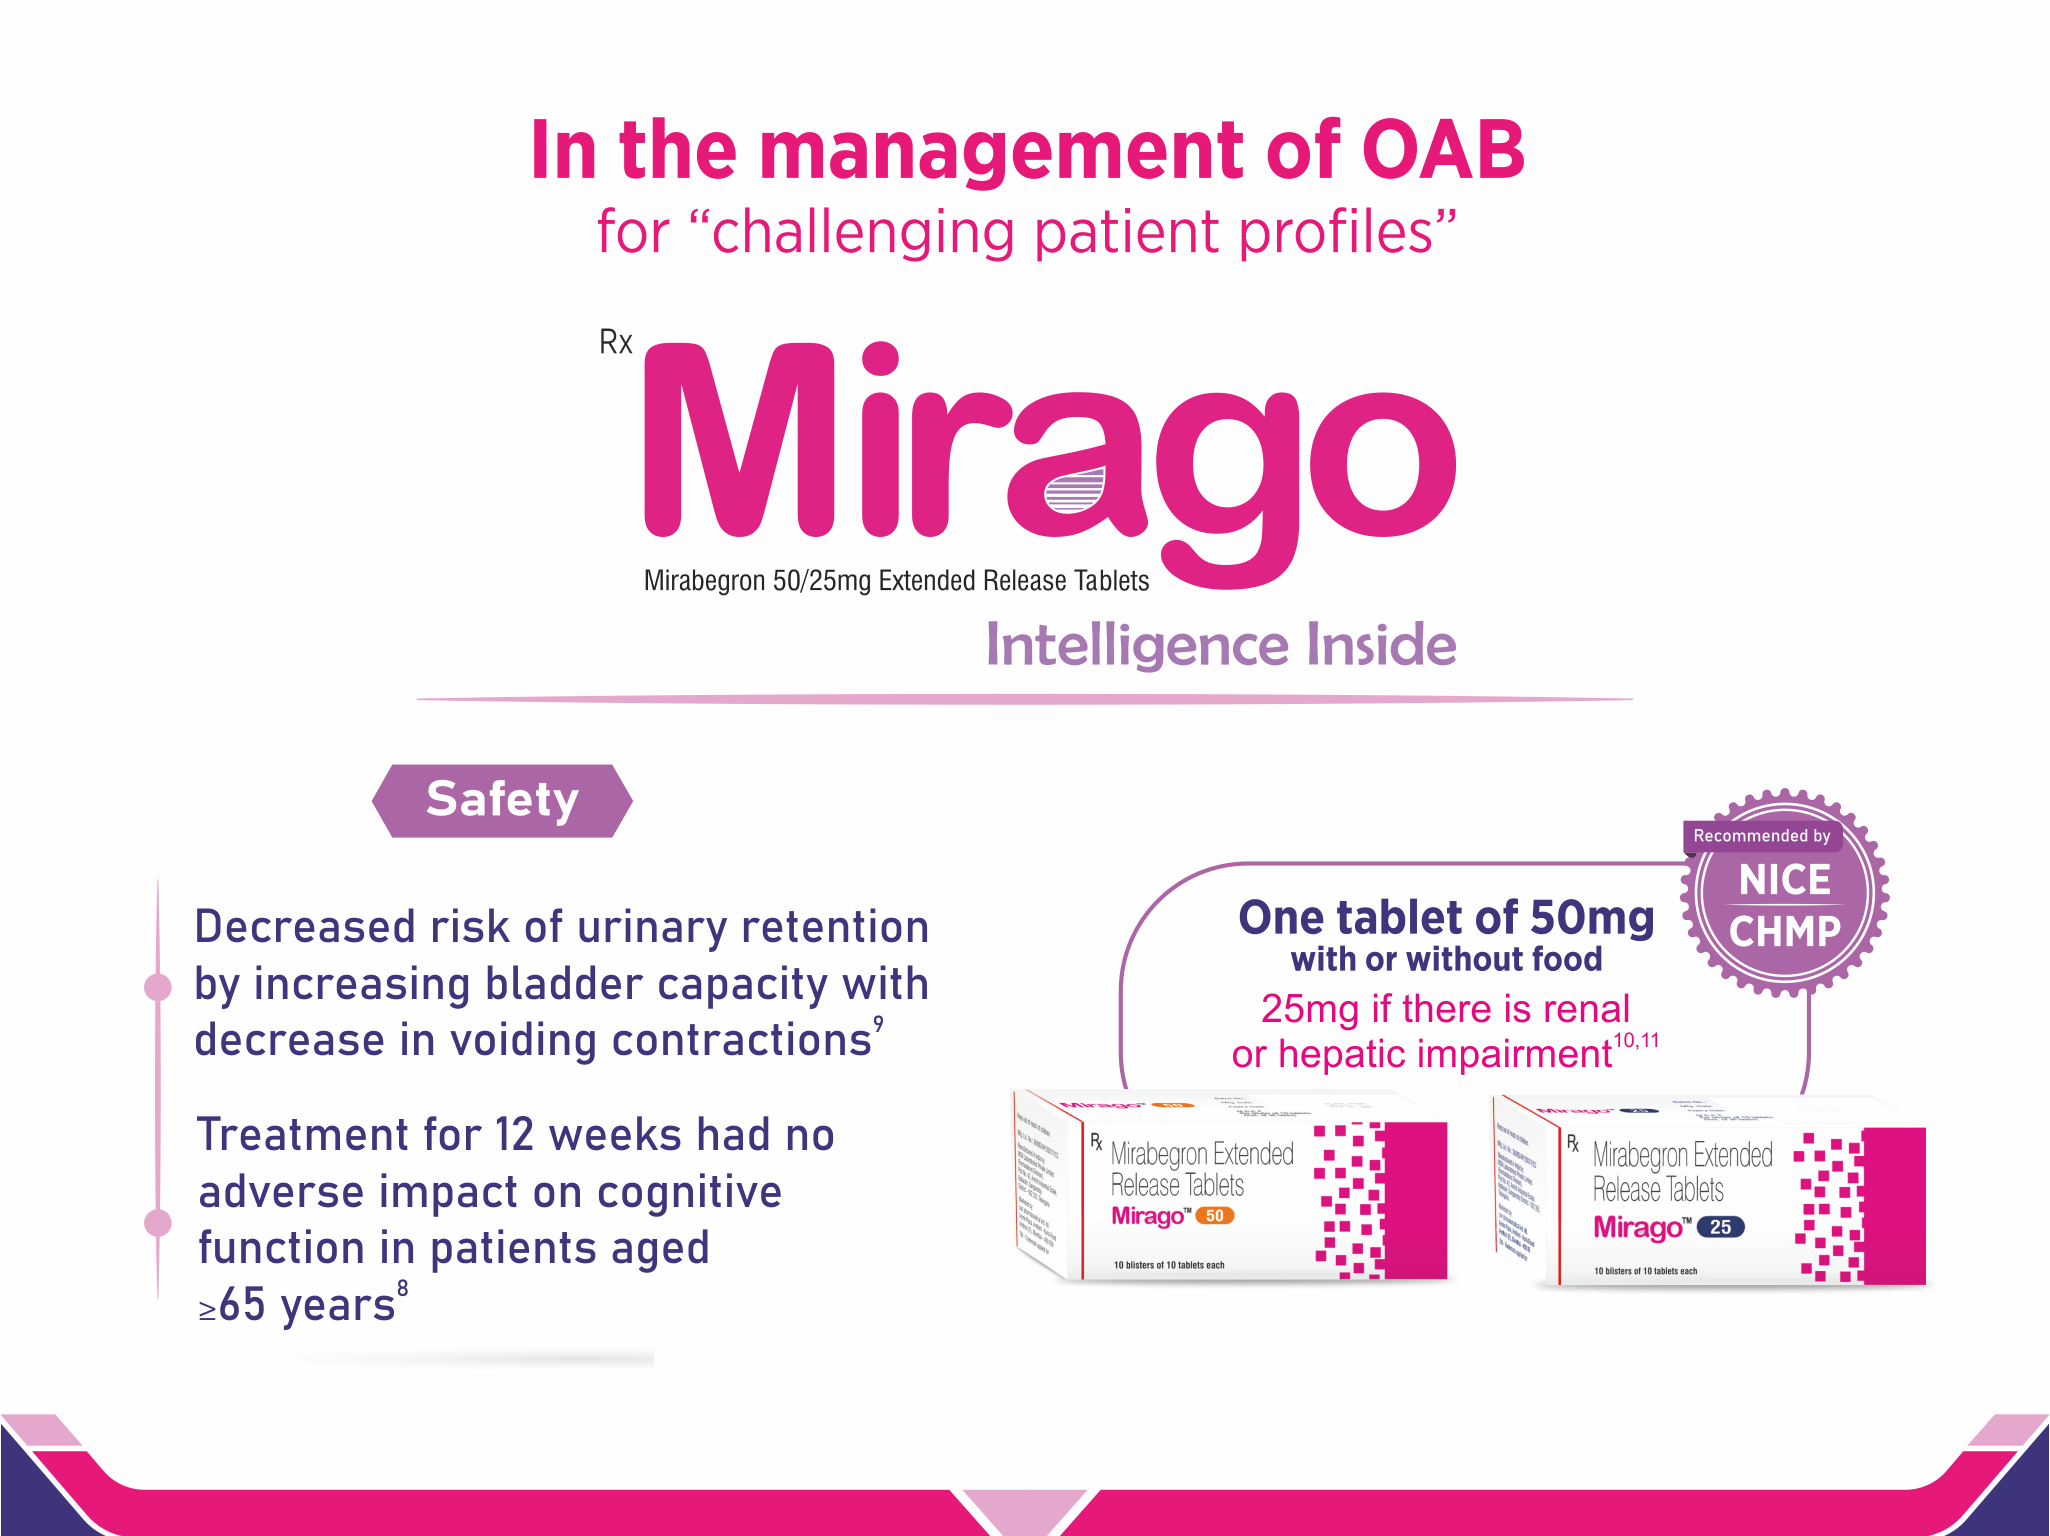 In the management of OAB
for “challenging patient profiles”
Rx
Mirago
Mirabegron 50/25mg Extended Release Tablets
Intelligence Inside
Safety
Decreased risk of urinary retention
by increasing bladder capacity with
decrease in voiding contractions⁹
Treatment for 12 weeks had no
adverse impact on cognitive
function in patients aged
≥65 years⁸
Recommended by
NICE
CHMP
One tablet of 50mg
with or without food
25mg if there is renal
or hepatic impairment¹⁰,¹¹
Mirago™ 50
Rx Mirabegron Extended
Release Tablets
Mirago™ 50
10 blisters of 10 tablets each
Mirago™ 25
Rx Mirabegron Extended
Release Tablets
Mirago™ 25
10 blisters of 10 tablets each